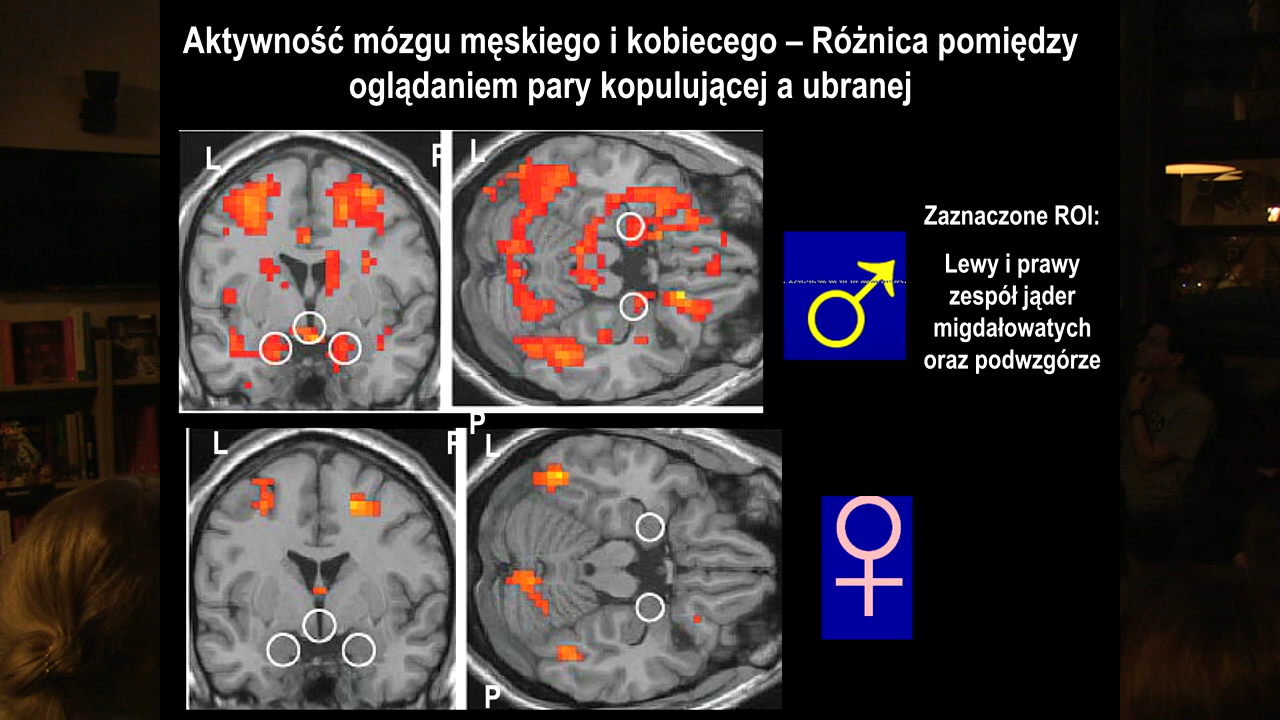 Aktywność mózgu męskiego i kobiecego – Różnica pomiędzy
oglądaniem pary kopulującej a ubranej
L
L
Zaznaczone ROI:
Lewy i prawy
zespół jąder
migdałowatych
oraz podwzgórze
P
L
L
P